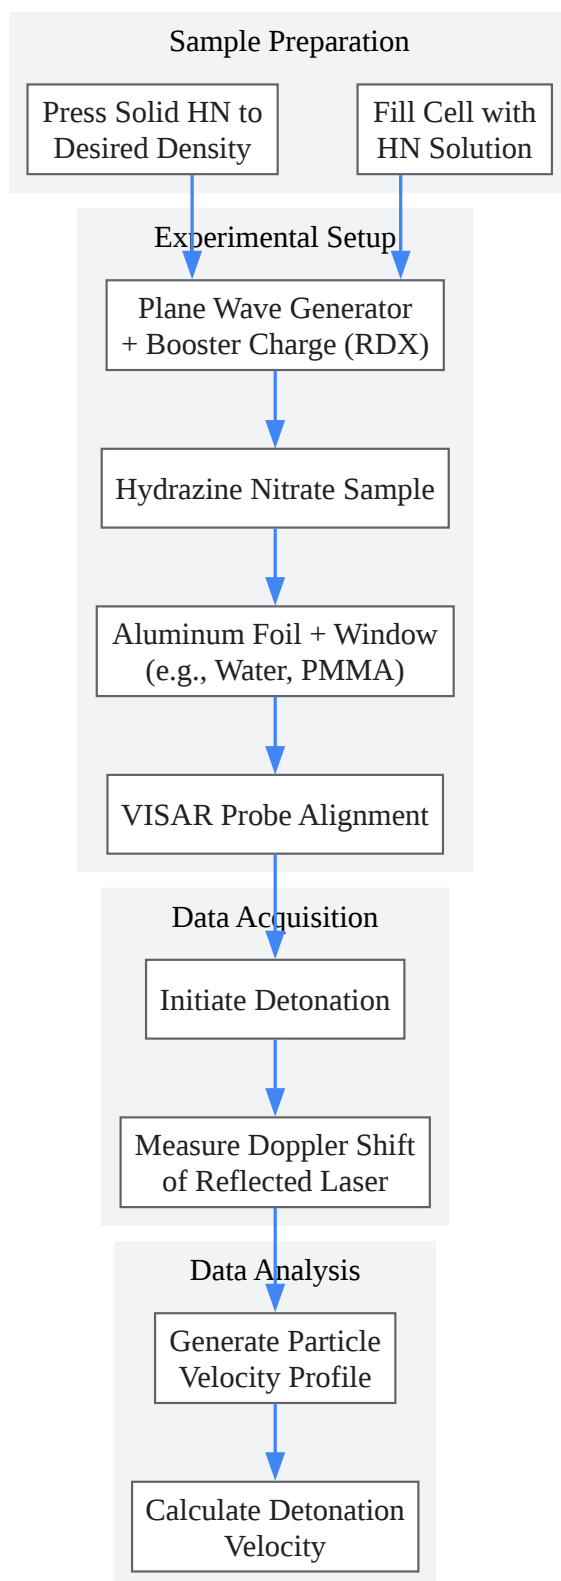 Sample Preparation
Press Solid HN to
Desired Density
Fill Cell with
HN Solution
Experimental Setup
Plane Wave Generator
+ Booster Charge (RDX)
Hydrazine Nitrate Sample
Aluminum Foil + Window
(e.g., Water, PMMA)
VISAR Probe Alignment
Data Acquisition
Initiate Detonation
Measure Doppler Shift
of Reflected Laser
Data Analysis
Generate Particle
Velocity Profile
Calculate Detonation
Velocity